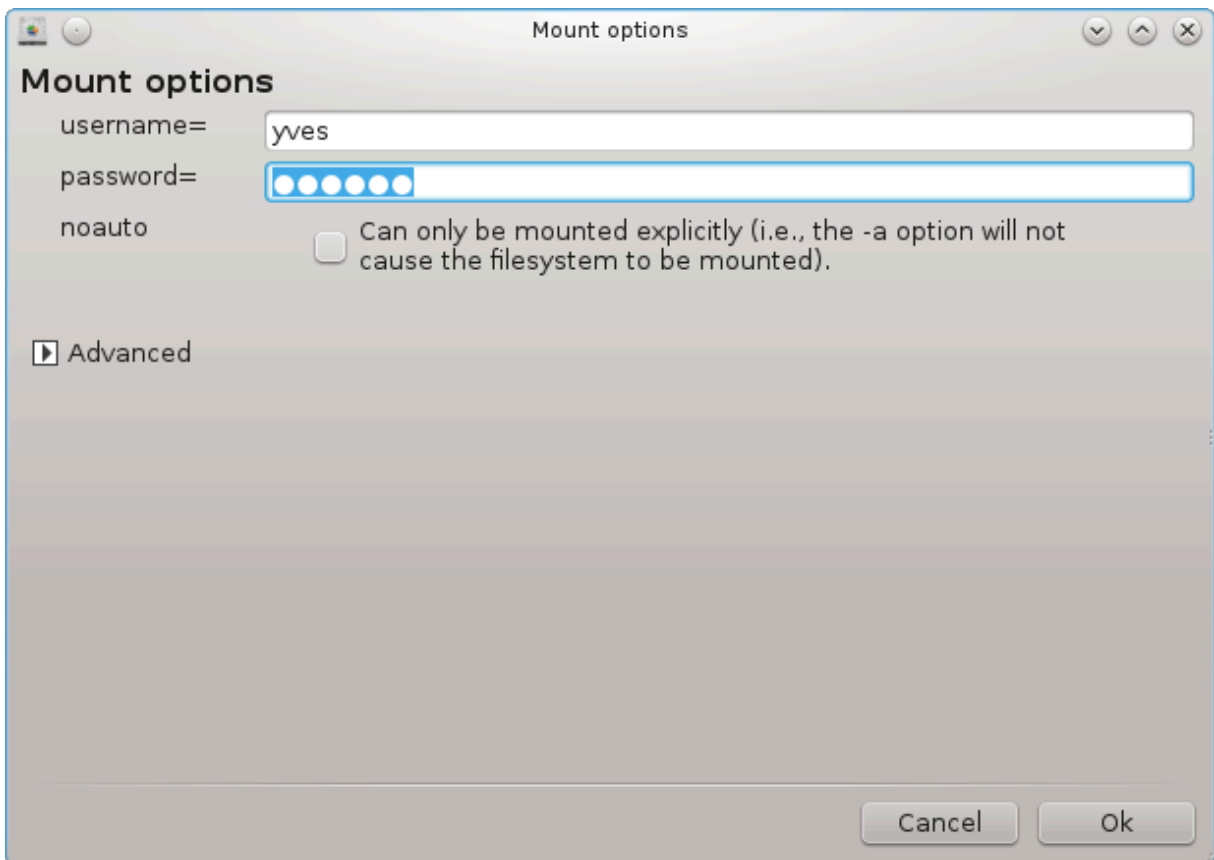 Mount options
Mount options
username=
yves
password=
●●●●●●
noauto
Can only be mounted explicitly (i.e., the -a option will not
cause the filesystem to be mounted).
Advanced
Cancel
Ok